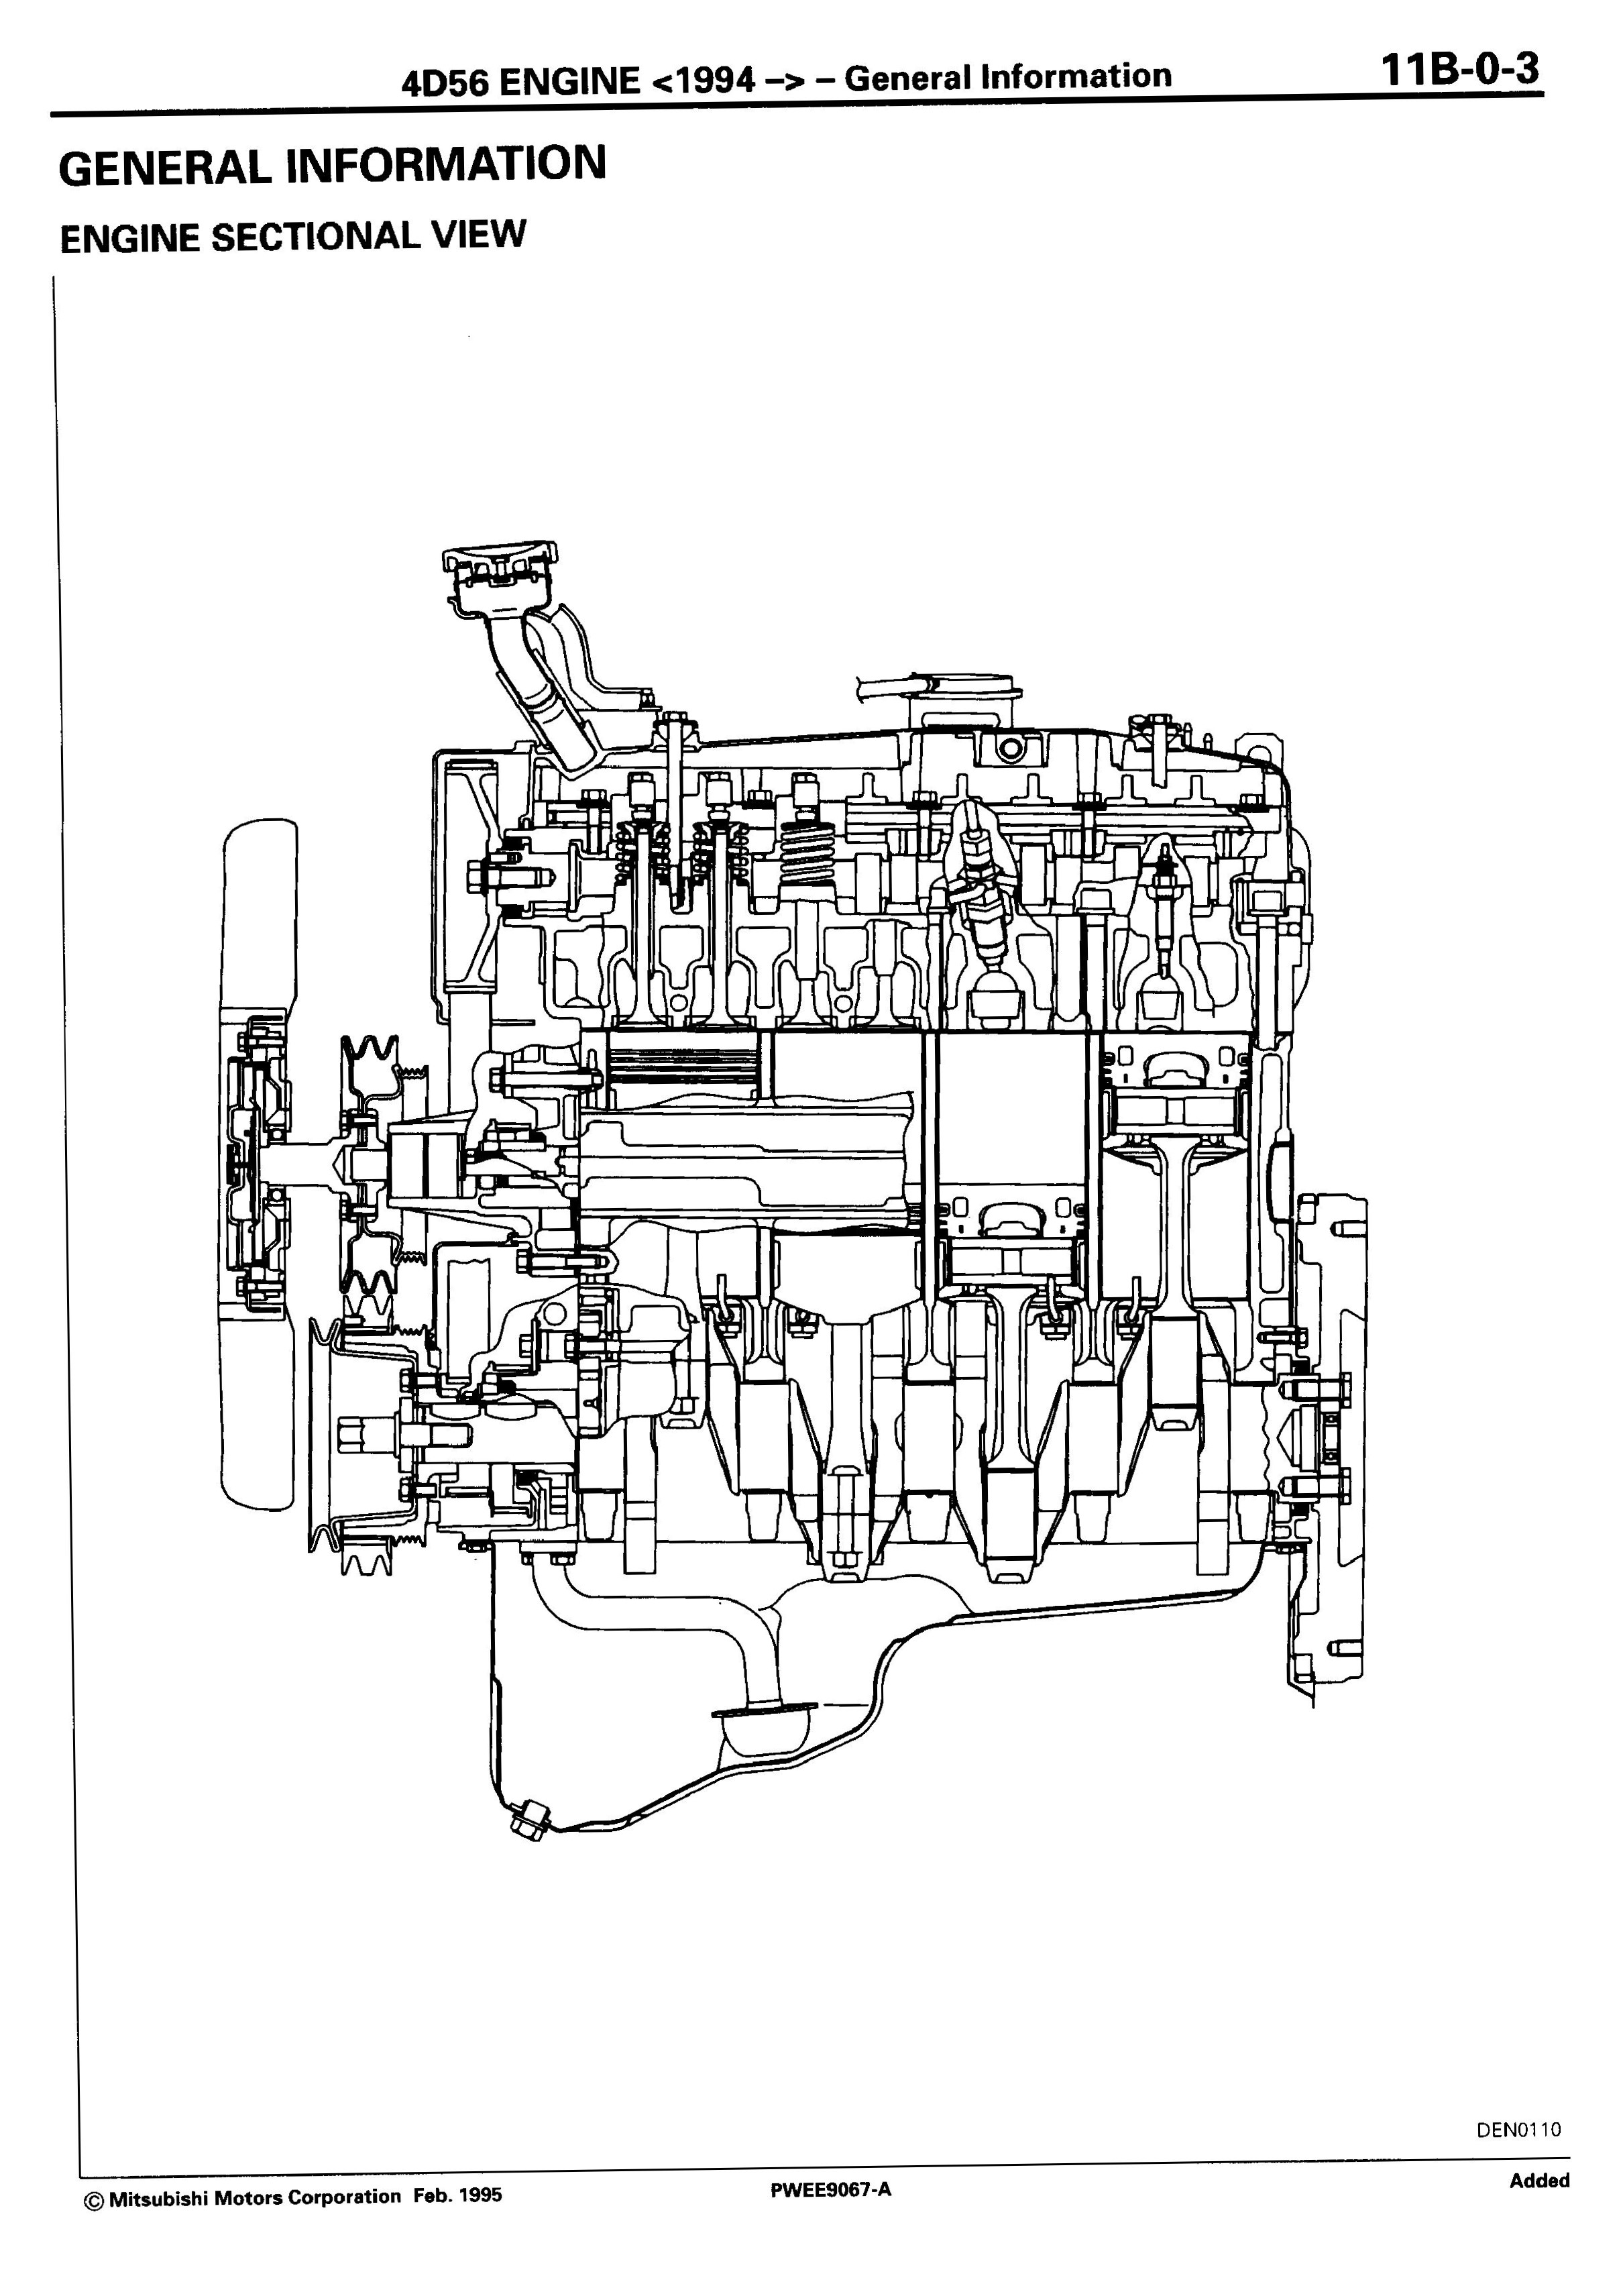 4D56 ENGINE <1994 –> – General Information
11B-0-3
GENERAL INFORMATION
ENGINE SECTIONAL VIEW
DEN0110
© Mitsubishi Motors Corporation Feb. 1995
PWEE9067-A
Added